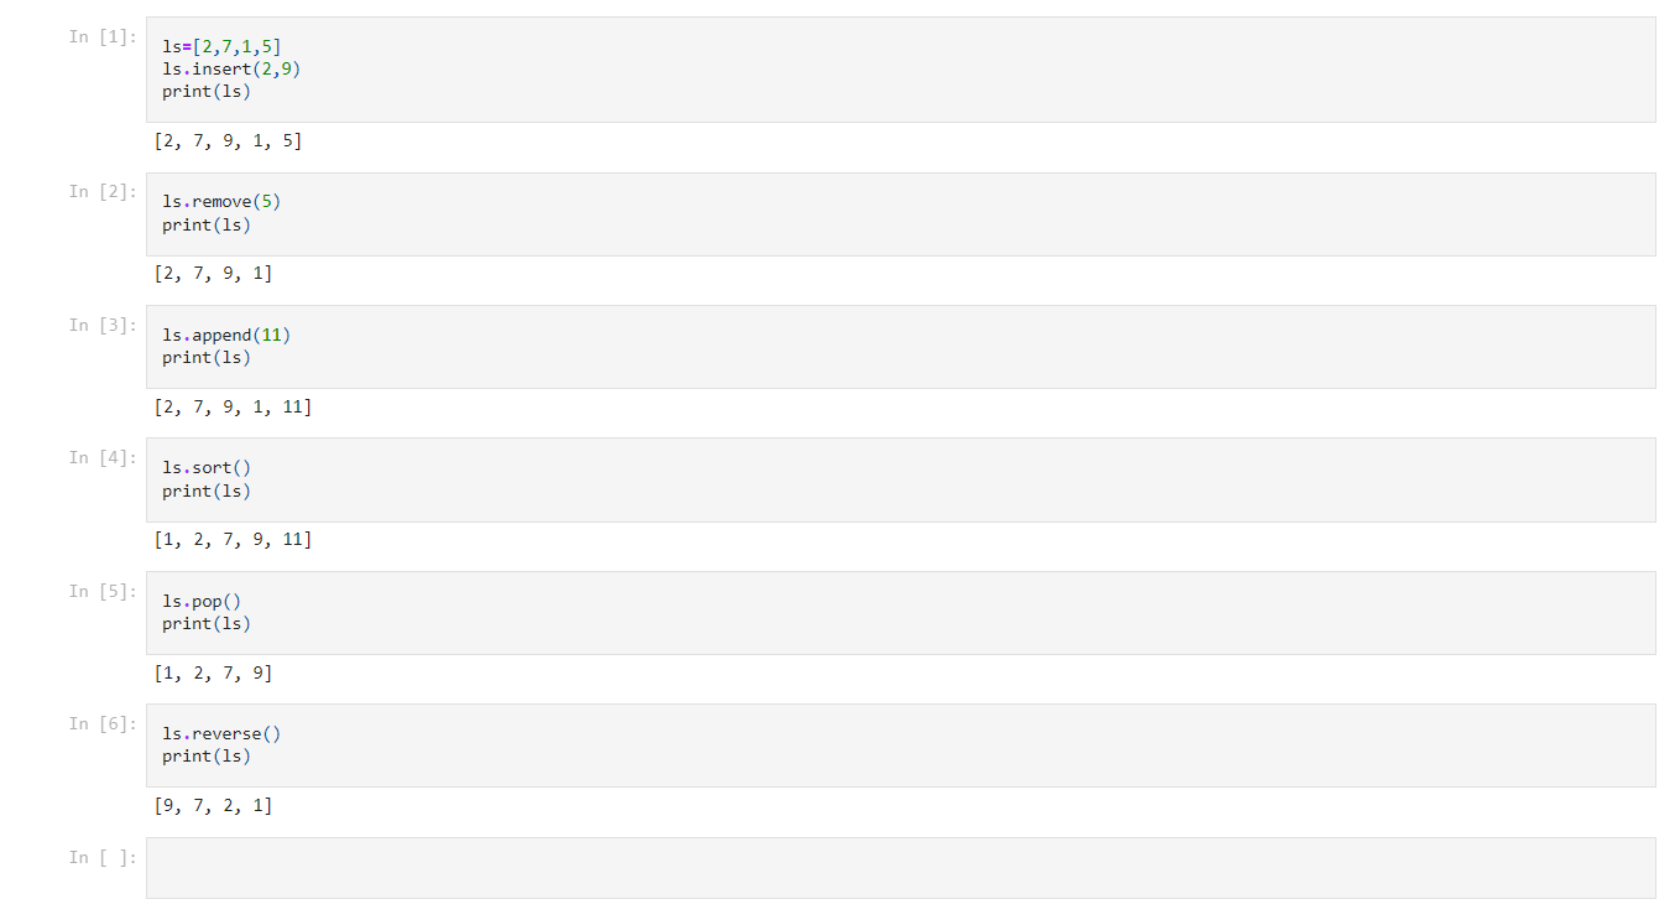 In [1]:
ls=[2,7,1,5]
ls.insert(2,9)
print(ls)
[2, 7, 9, 1, 5]
In [2]:
ls.remove(5)
print(ls)
[2, 7, 9, 1]
In [3]:
ls.append(11)
print(ls)
[2, 7, 9, 1, 11]
In [4]:
ls.sort()
print(ls)
[1, 2, 7, 9, 11]
In [5]:
ls.pop()
print(ls)
[1, 2, 7, 9]
In [6]:
ls.reverse()
print(ls)
[9, 7, 2, 1]
In [ ]: